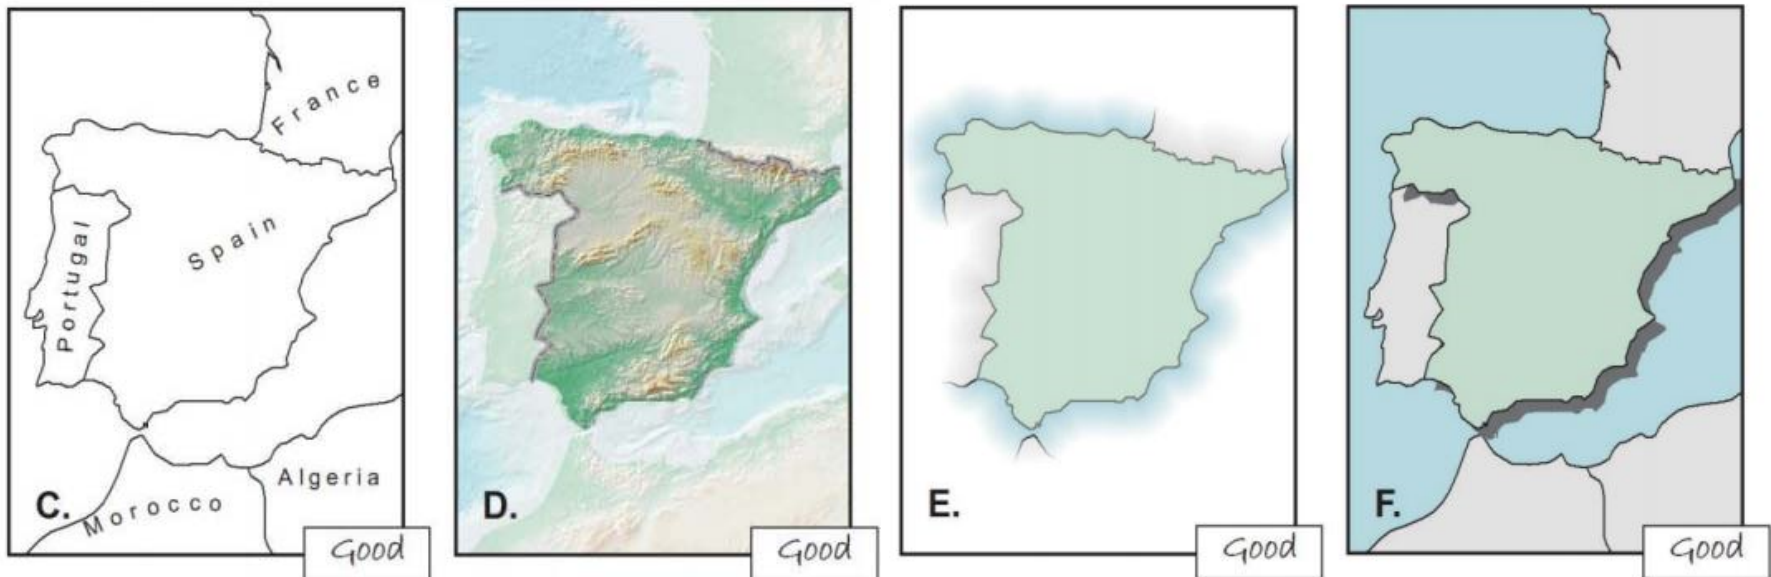 France
Spain
Portugal
Algeria
Morocco
C.
Good
D.
Good
E.
Good
F.
Good